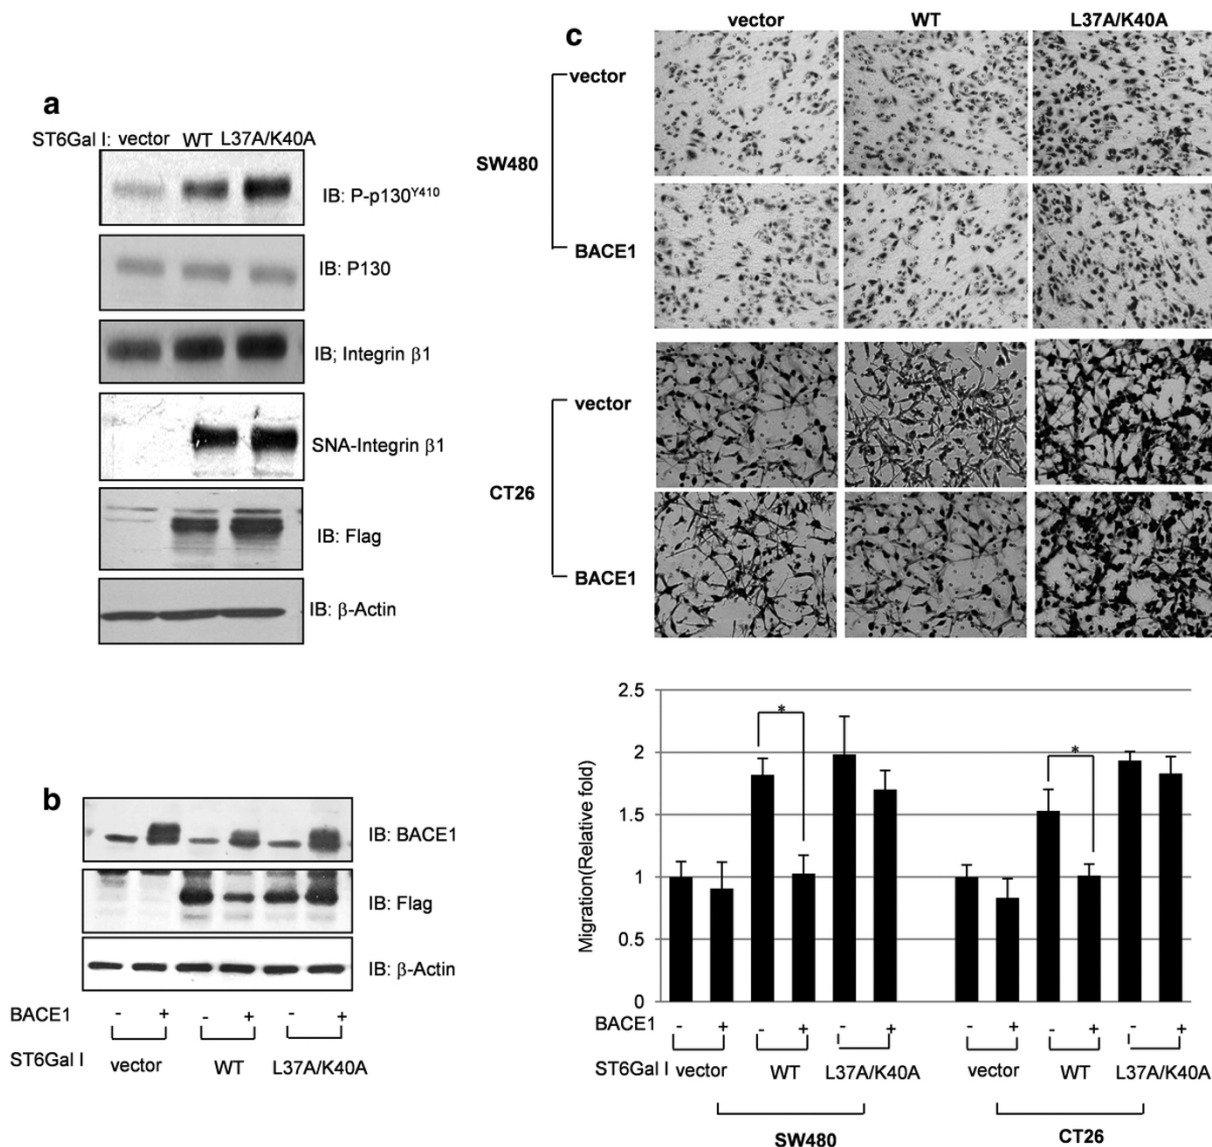 a
ST6Gal I: vector WT L37A/K40A
IB: P-p130Y410
IB: P130
IB; Integrin β1
SNA-Integrin β1
IB: Flag
IB: β-Actin
b
IB: BACE1
IB: Flag
IB: β-Actin
BACE1 - + - + - +
ST6Gal I vector WT L37A/K40A
c
vector WT L37A/K40A
vector
SW480
BACE1
vector
CT26
BACE1
Migration(Relative fold)
2.5
2
1.5
1
0.5
0
*
*
BACE1 - + - + - + - + - + - +
ST6Gal I vector WT L37A/K40A vector WT L37A/K40A
SW480 CT26